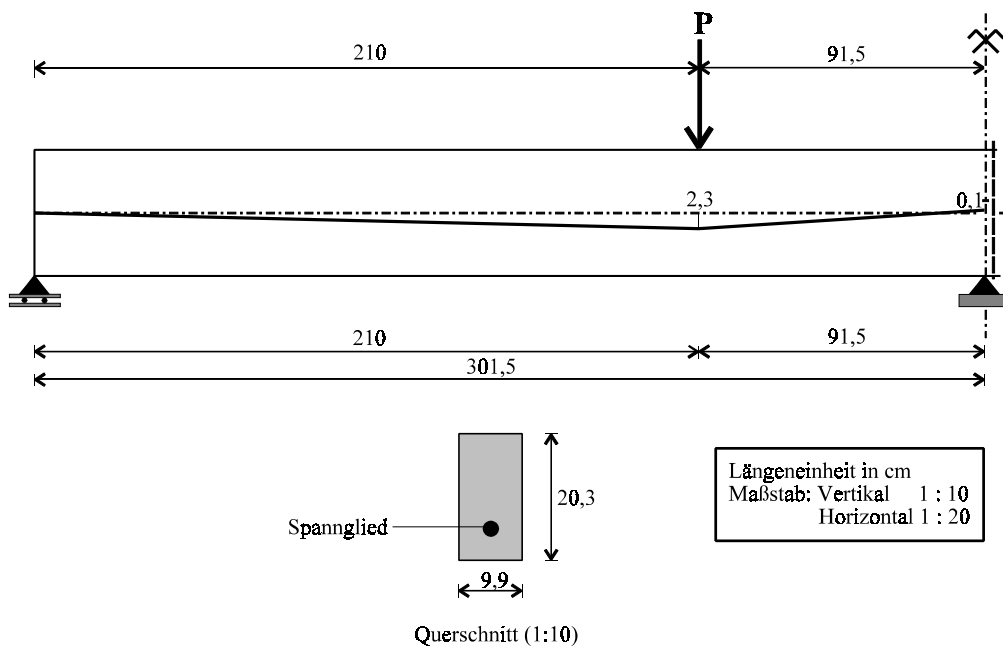 P
210
91,5
2,3
0,1
210
91,5
301,5
20,3
Spannglied
9,9
Querschnitt (1:10)
Längeneinheit in cm
Maßstab: Vertikal 1 : 10
Horizontal 1 : 20